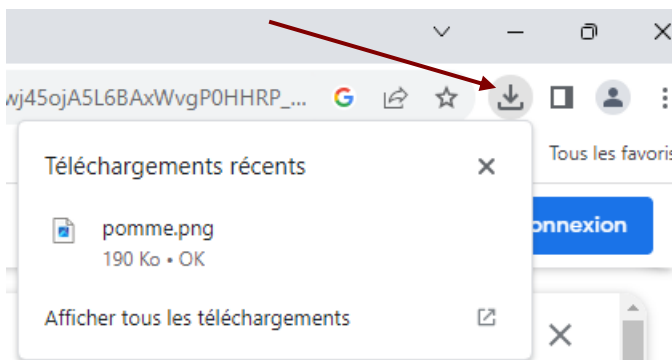 wj45ojA5L6BAxWvgP0HHRP_...
Tous les favoris
Téléchargements récents
pomme.png
190 Ko • OK
onnexion
Afficher tous les téléchargements